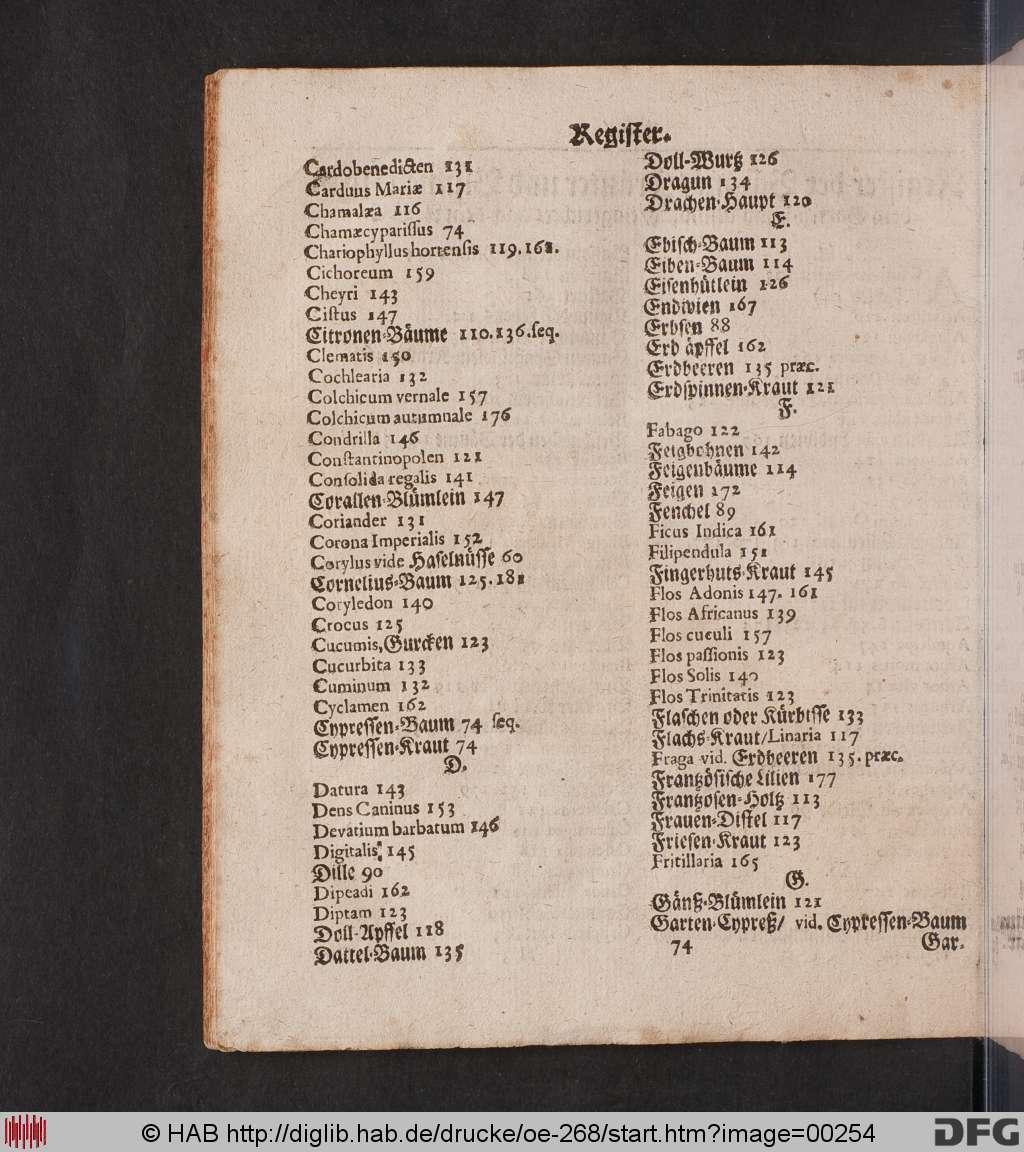 Register.
Cardobenedicten 131
Carduus Mariæ 117
Chamalæa 116
Chamæcyparissus 74
Chariophyllus hortensis 119. 161.
Cichoreum 159
Cheyri 143
Cistus 147
Citronen-Bäume 110. 136. seq.
Clematis 150
Cochlearia 132
Colchicum vernale 157
Colchicum autumnale 176
Condrilla 146
Constantinopolen 121
Consolida regalis 141
Corallen-Blümlein 147
Coriander 131
Corona Imperialis 152
Corylus vide Haselnüsse 60
Cornelius-Baum 125. 181
Cotyledon 140
Crocus 125
Cucumis, Gurcken 123
Cucurbita 133
Cuminum 132
Cyclamen 162
Cypressen-Baum 74 seq.
Cypressen-Kraut 74
D.
Datura 143
Dens Caninus 153
Devatium barbatum 146
Digitalis 145
Dille 90
Dipcadi 162
Diptam 123
Doll-Apffel 118
Dattel-Baum 135
Doll-Wurtz 126
Dragun 134
Drachen-Haupt 120
E.
Ebisch-Baum 113
Eiben-Baum 114
Eisenhütlein 126
Endivien 167
Erbsen 88
Erd äpffel 162
Erdbeeren 135 præc.
Erdspinnen-Kraut 121
F.
Fabago 122
Feigbohnen 142
Feigenbäume 114
Feigen 172
Fenchel 89
Ficus Indica 161
Filipendula 151
Fingerhuts-Kraut 145
Flos Adonis 147. 161
Flos Africanus 139
Flos cuculi 157
Flos passionis 123
Flos Solis 140
Flos Trinitatis 123
Flaschen oder Kürbisse 133
Flachs-Kraut/Linaria 117
Fraga vid. Erdbeeren 135. præc.
Frantzösische Lilien 177
Frantzosen-Holtz 113
Frauen-Distel 117
Friesen-Kraut 123
Fritillaria 165
G.
Gänß-Blümlein 121
Garten-Cypreß/ vid. Cypressen-Baum
74
Gar-
© HAB http://diglib.hab.de/drucke/oe-268/start.htm?image=00254
DFG